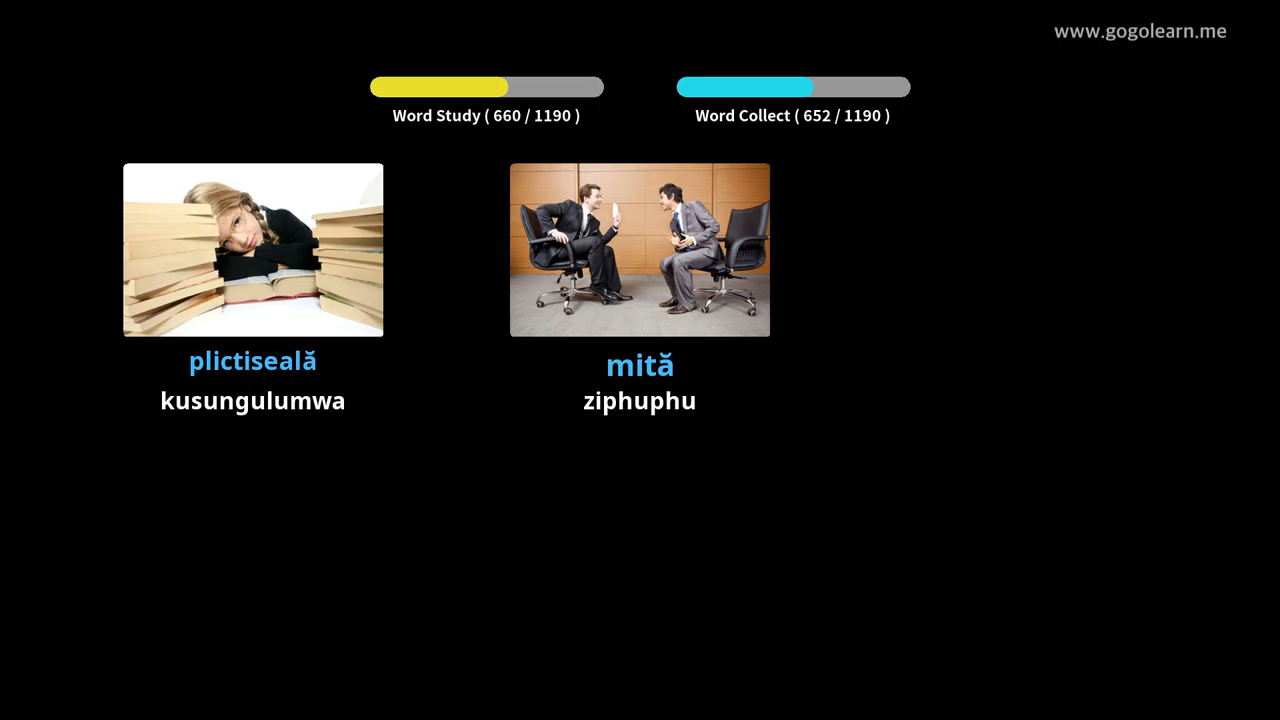 www.gogolearn.me
Word Study ( 660 / 1190 )
Word Collect ( 652 / 1190 )
plictiseală
kusungulumwa
mită
ziphuphu